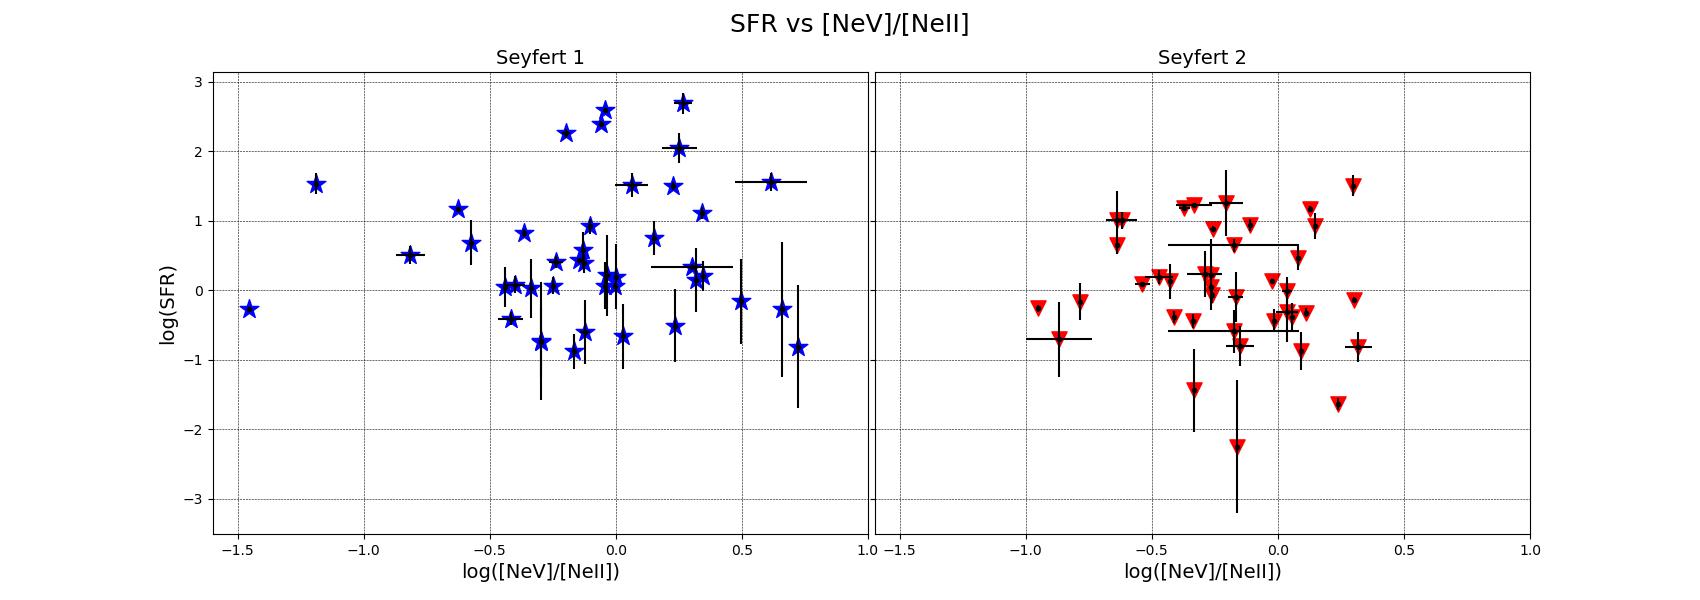 SFR vs [NeV]/[NeII]
Seyfert 1
Seyfert 2
3
2
1
0
−1
−2
−3
log(SFR)
−1.5 −1.0 −0.5 0.0 0.5 1.0
−1.5 −1.0 −0.5 0.0 0.5 1.0
log([NeV]/[NeII])
log([NeV]/[NeII])